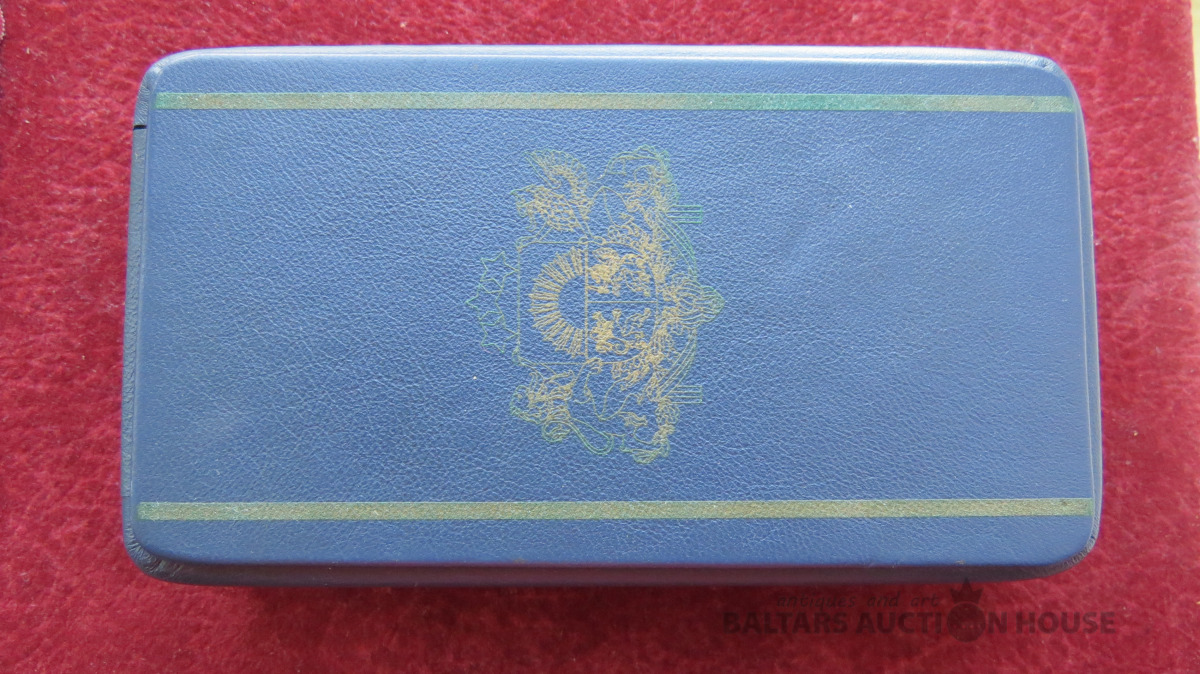 antiques and art
BALTARS AUCTION HOUSE